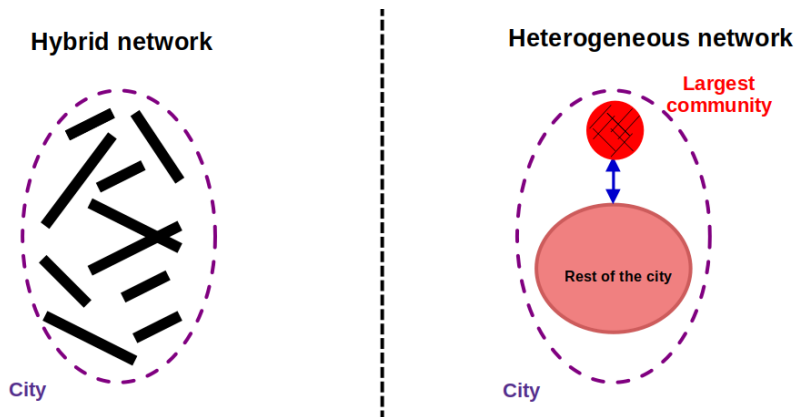 Hybrid network
City
Heterogeneous network
Largest
community
Rest of the city
City